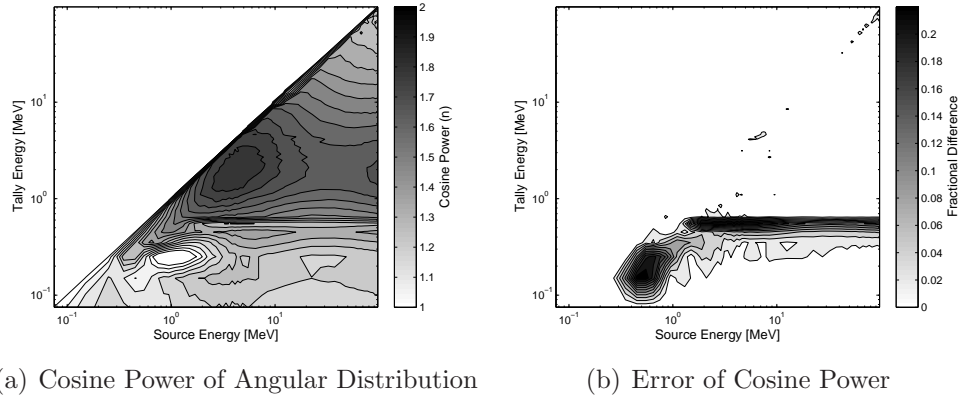 2
1.9
1.8
1.7
1.6
1.5
1.4
1.3
1.2
1.1
1
Cosine Power (n)
Tally Energy [MeV]
10^1
10^0
10^-1
10^-1 10^0 10^1
Source Energy [MeV]
0.2
0.18
0.16
0.14
0.12
0.1
0.08
0.06
0.04
0.02
0
Fractional Difference
Tally Energy [MeV]
10^1
10^0
10^-1
10^-1 10^0 10^1
Source Energy [MeV]
a) Cosine Power of Angular Distribution
(b) Error of Cosine Power